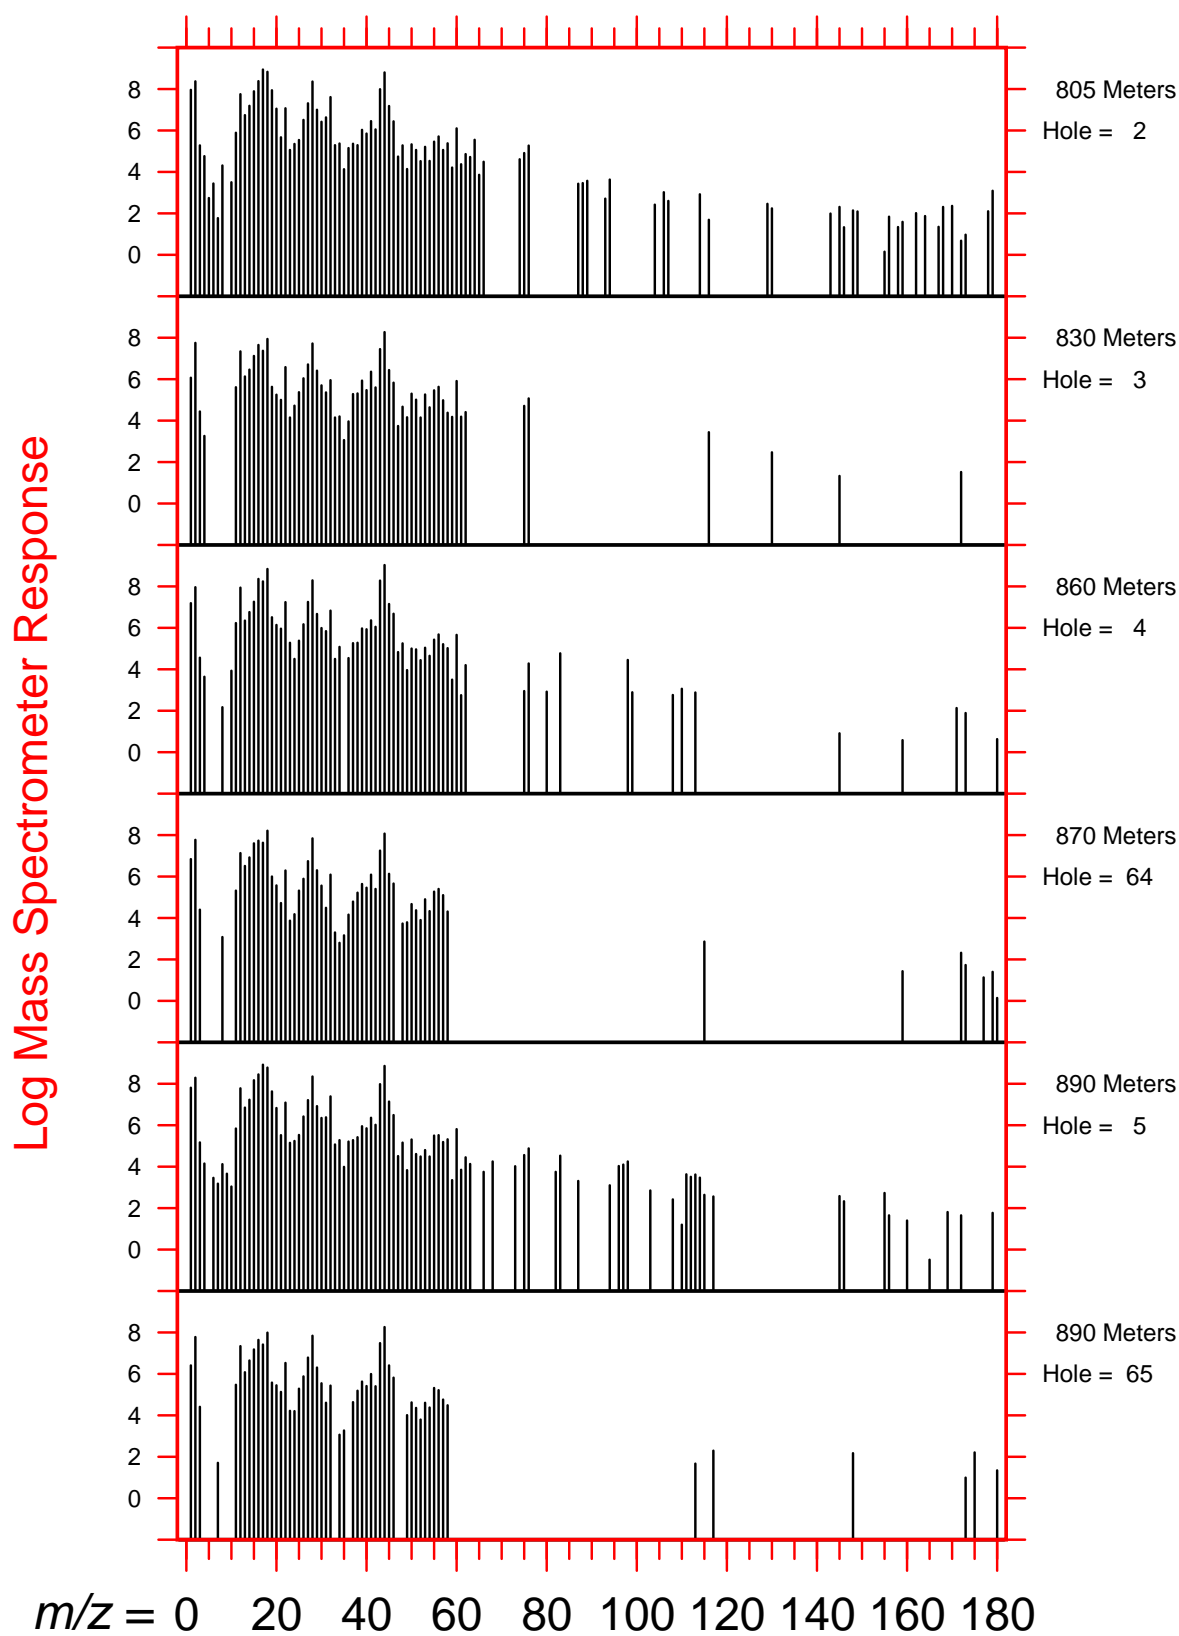 Log Mass Spectrometer Response
8
6
4
2
0
805 Meters
Hole = 2
8
6
4
2
0
830 Meters
Hole = 3
8
6
4
2
0
860 Meters
Hole = 4
8
6
4
2
0
870 Meters
Hole = 64
8
6
4
2
0
890 Meters
Hole = 5
8
6
4
2
0
890 Meters
Hole = 65
m/z = 0 20 40 60 80 100 120 140 160 180